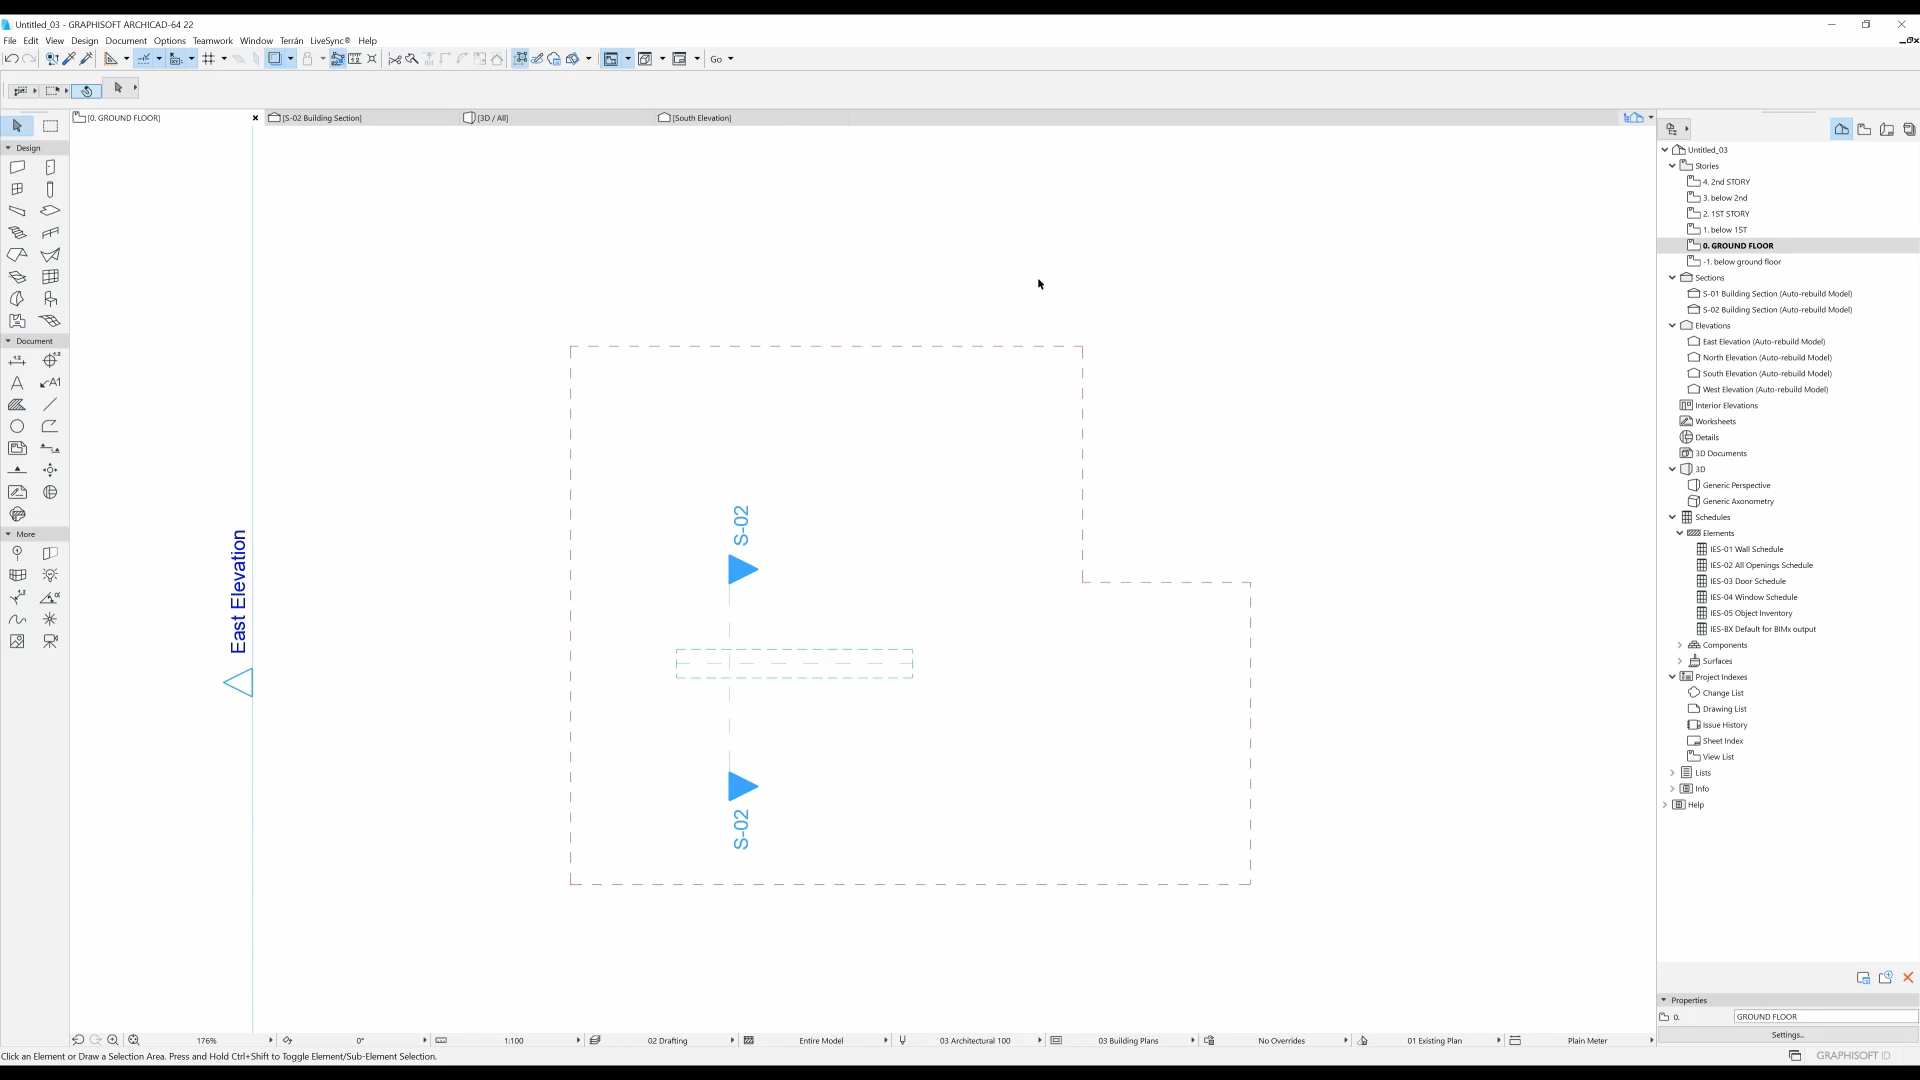 Untitled_03 - GRAPHISOFT ARCHICAD-64 22
File Edit View Design Document Options Teamwork Window Terrán LiveSync® Help
Go
[0. GROUND FLOOR]
[S-02 Building Section]
[3D / All]
[South Elevation]
Design
Document
A
A1
More
East Elevation
S-02
S-02
Untitled_03
Stories
4. 2nd STORY
3. below 2nd
2. 1ST STORY
1. below 1ST
0. GROUND FLOOR
-1. below ground floor
Sections
S-01 Building Section (Auto-rebuild Model)
S-02 Building Section (Auto-rebuild Model)
Elevations
East Elevation (Auto-rebuild Model)
North Elevation (Auto-rebuild Model)
South Elevation (Auto-rebuild Model)
West Elevation (Auto-rebuild Model)
Interior Elevations
Worksheets
Details
3D Documents
3D
Generic Perspective
Generic Axonometry
Schedules
Elements
IES-01 Wall Schedule
IES-02 All Openings Schedule
IES-03 Door Schedule
IES-04 Window Schedule
IES-05 Object Inventory
IES-BX Default for BIMx output
Components
Surfaces
Project Indexes
Change List
Drawing List
Issue History
Sheet Index
View List
Lists
Info
Help
Properties
0. GROUND FLOOR
Settings...
176% 0° 1:100 02 Drafting Entire Model 03 Architectural 100 03 Building Plans No Overrides 01 Existing Plan Plain Meter
Click an Element or Draw a Selection Area. Press and Hold Ctrl+Shift to Toggle Element/Sub-Element Selection.
GRAPHISOFT ID